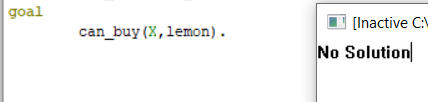 goal
can_buy(X,lemon).
[Inactive C:\
No Solution